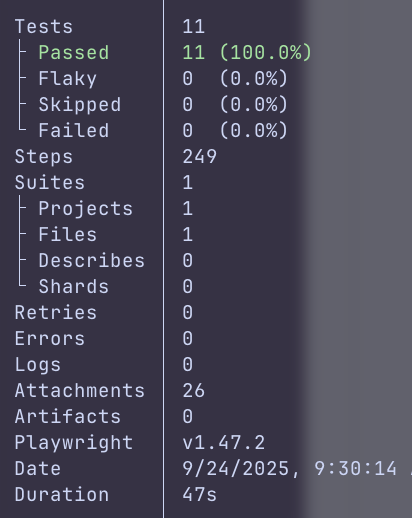 Tests 11
Passed 11 (100.0%)
Flaky 0 (0.0%)
Skipped 0 (0.0%)
Failed 0 (0.0%)
Steps 249
Suites 1
Projects 1
Files 1
Describes 0
Shards 0
Retries 0
Errors 0
Logs 0
Attachments 26
Artifacts 0
Playwright v1.47.2
Date 9/24/2025, 9:30:14
Duration 47s